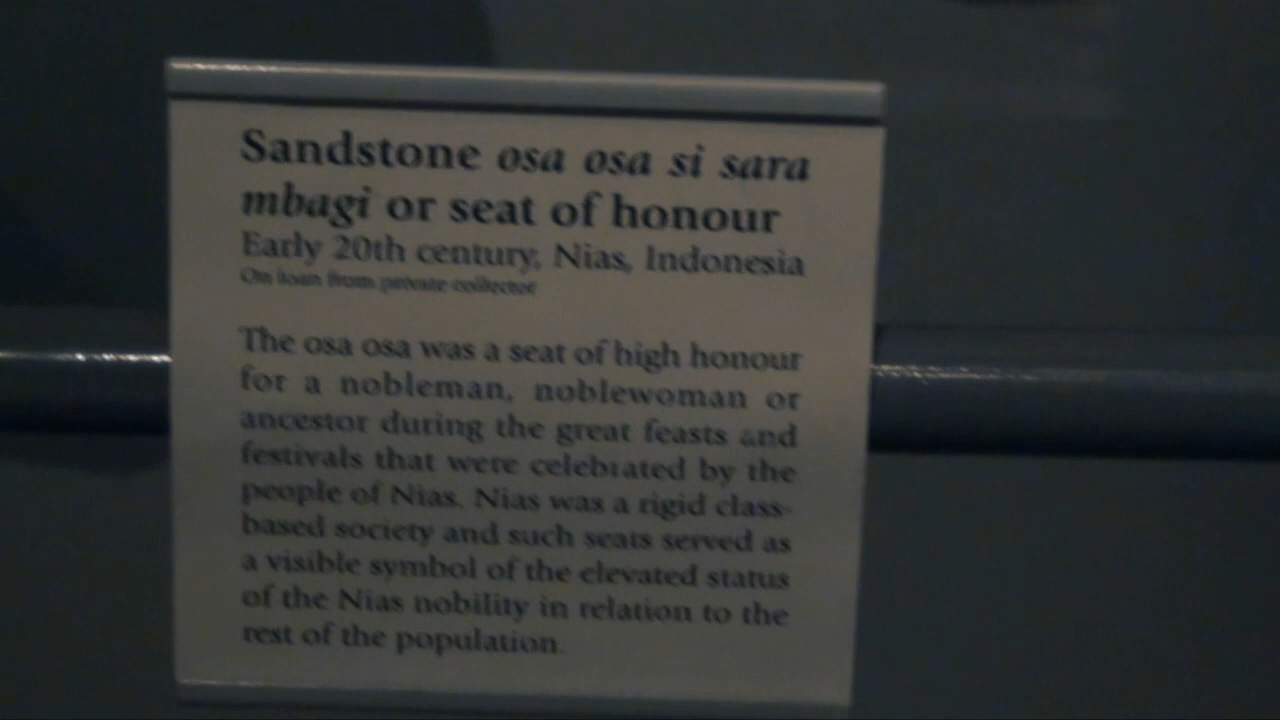 Sandstone osa osa si sara
mbagi or seat of honour
Early 20th century, Nias, Indonesia
On loan from private collector
The osa osa was a seat of high honour
for a nobleman, noblewoman or
ancestor during the great feasts and
festivals that were celebrated by the
people of Nias. Nias was a rigid class-
based society and such seats served as
a visible symbol of the elevated status
of the Nias nobility in relation to the
rest of the population.